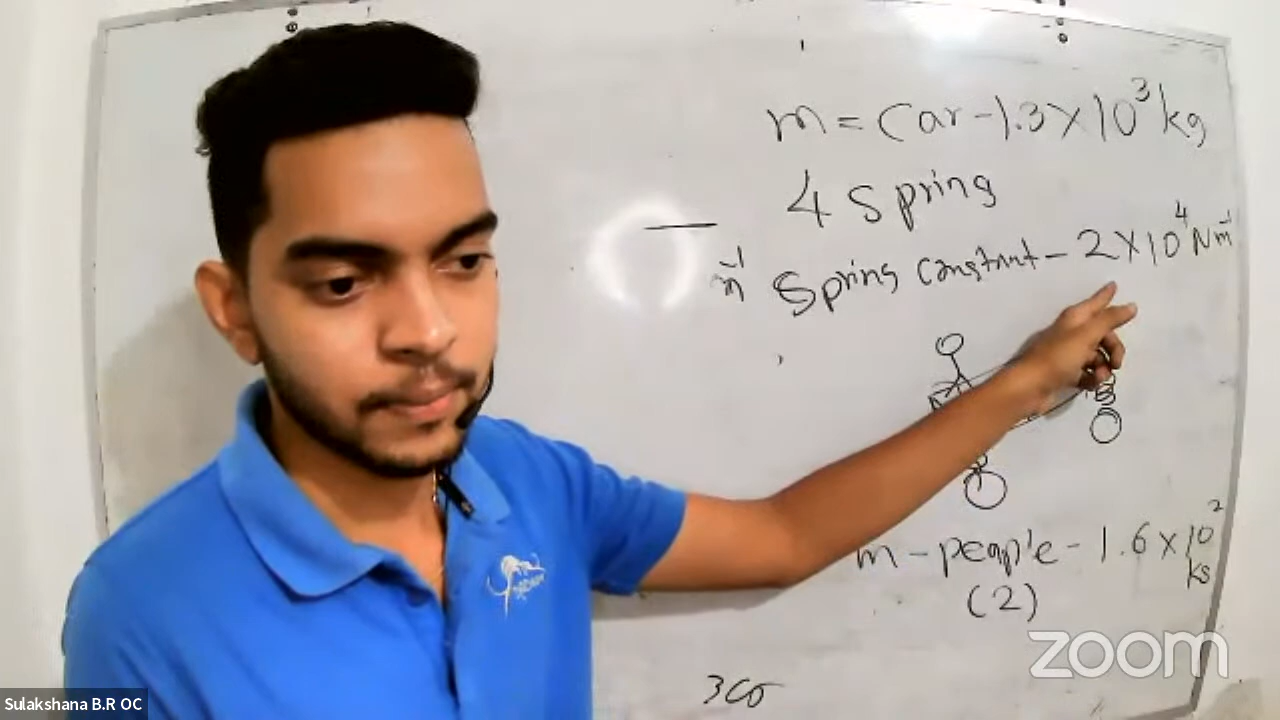 m = Car - 1.3 × 10³ kg
4 Spring
m⁻¹ Spring constant - 2 × 10⁴ Nm⁻¹
m - people - 1.6 × 10² kg
(2)
zoom
Sulakshana B.R OC